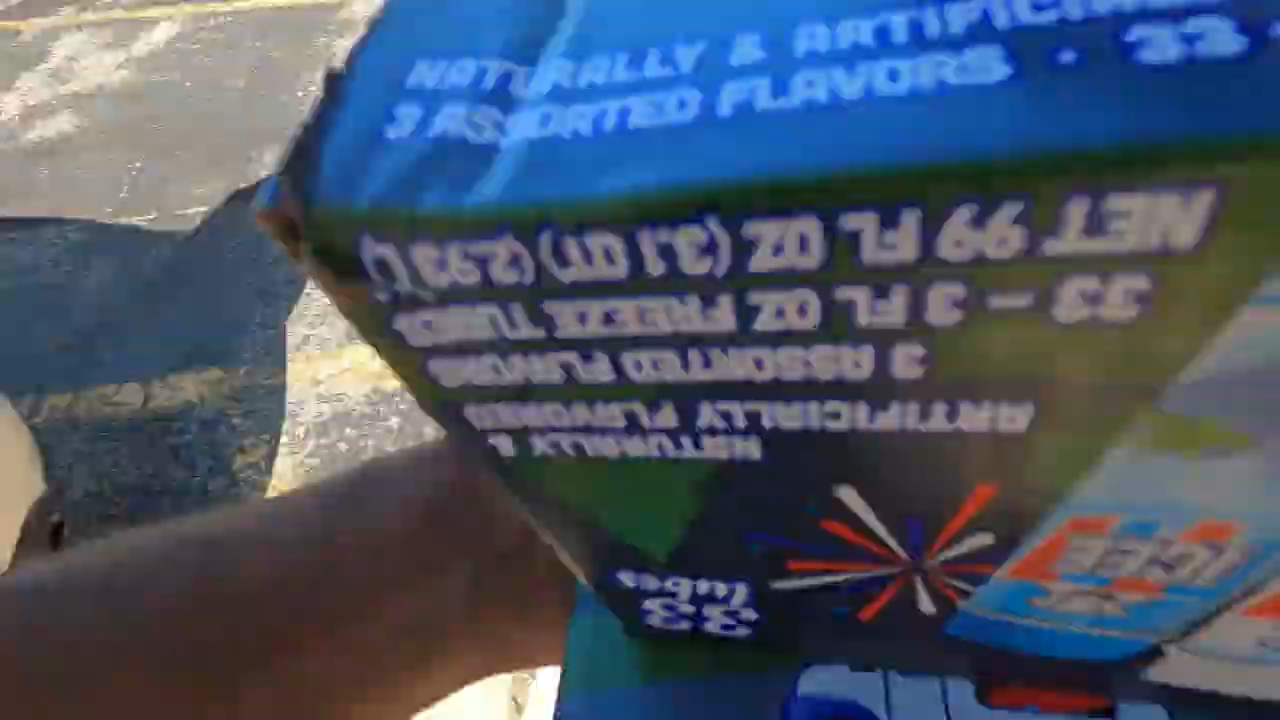 NATURALLY & ARTIFICIALLY
3 ASSORTED FLAVORS • 33
NET 99 FL OZ (3.1 QT) (2.93 L)
33 - 3 FL OZ FREEZE TUBES
3 ASSORTED FLAVORS
ARTIFICIALLY FLAVORED
NATURALLY &
33
tubes
ICEE